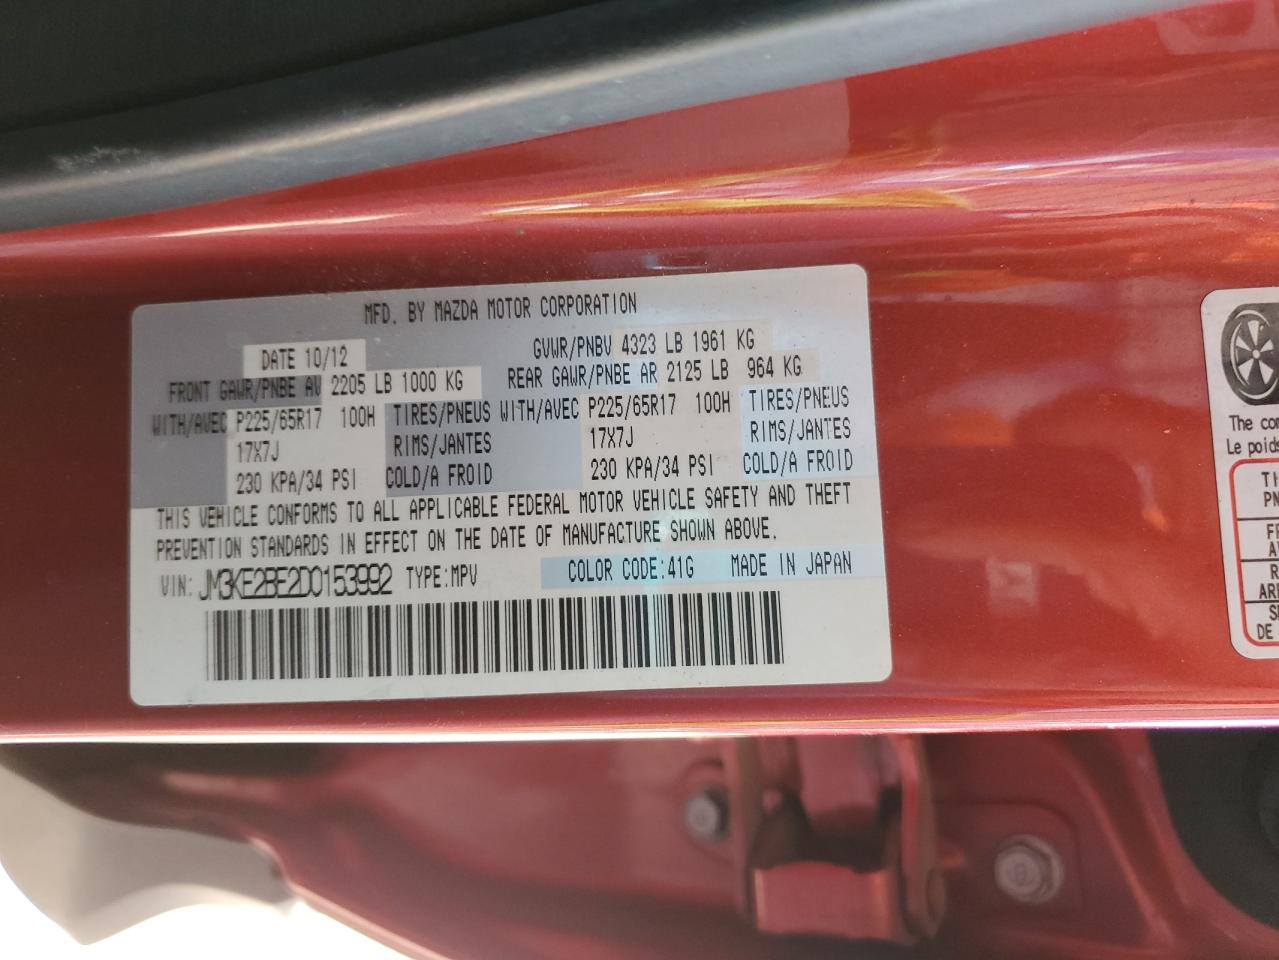 MFD. BY MAZDA MOTOR CORPORATION
DATE 10/12 GVWR/PNBV 4323 LB 1961 KG
FRONT GAWR/PNBE AV 2205 LB 1000 KG REAR GAWR/PNBE AR 2125 LB 964 KG
WITH/AVEC P225/65R17 100H TIRES/PNEUS WITH/AVEC P225/65R17 100H TIRES/PNEUS
17X7J RIMS/JANTES 17X7J RIMS/JANTES
230 KPA/34 PSI COLD/A FROID 230 KPA/34 PSI COLD/A FROID
THIS VEHICLE CONFORMS TO ALL APPLICABLE FEDERAL MOTOR VEHICLE SAFETY AND THEFT
PREVENTION STANDARDS IN EFFECT ON THE DATE OF MANUFACTURE SHOWN ABOVE.
VIN: JM3KE2BE2D0153992 TYPE:MPV COLOR CODE:41G MADE IN JAPAN
The
Le poids
DE